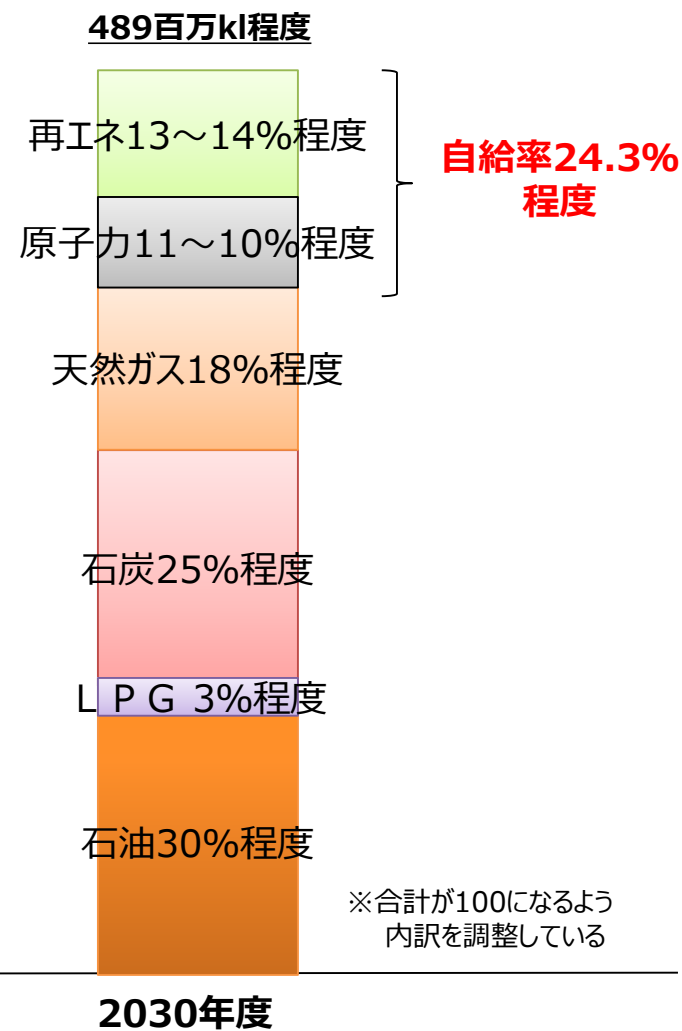 489百万kl程度
再エネ13～14%程度
自給率24.3%
程度
原子力11～10%程度
天然ガス18%程度
石炭25%程度
ＬＰＧ 3%程度
石油30%程度
※合計が100になるよう
内訳を調整している
2030年度